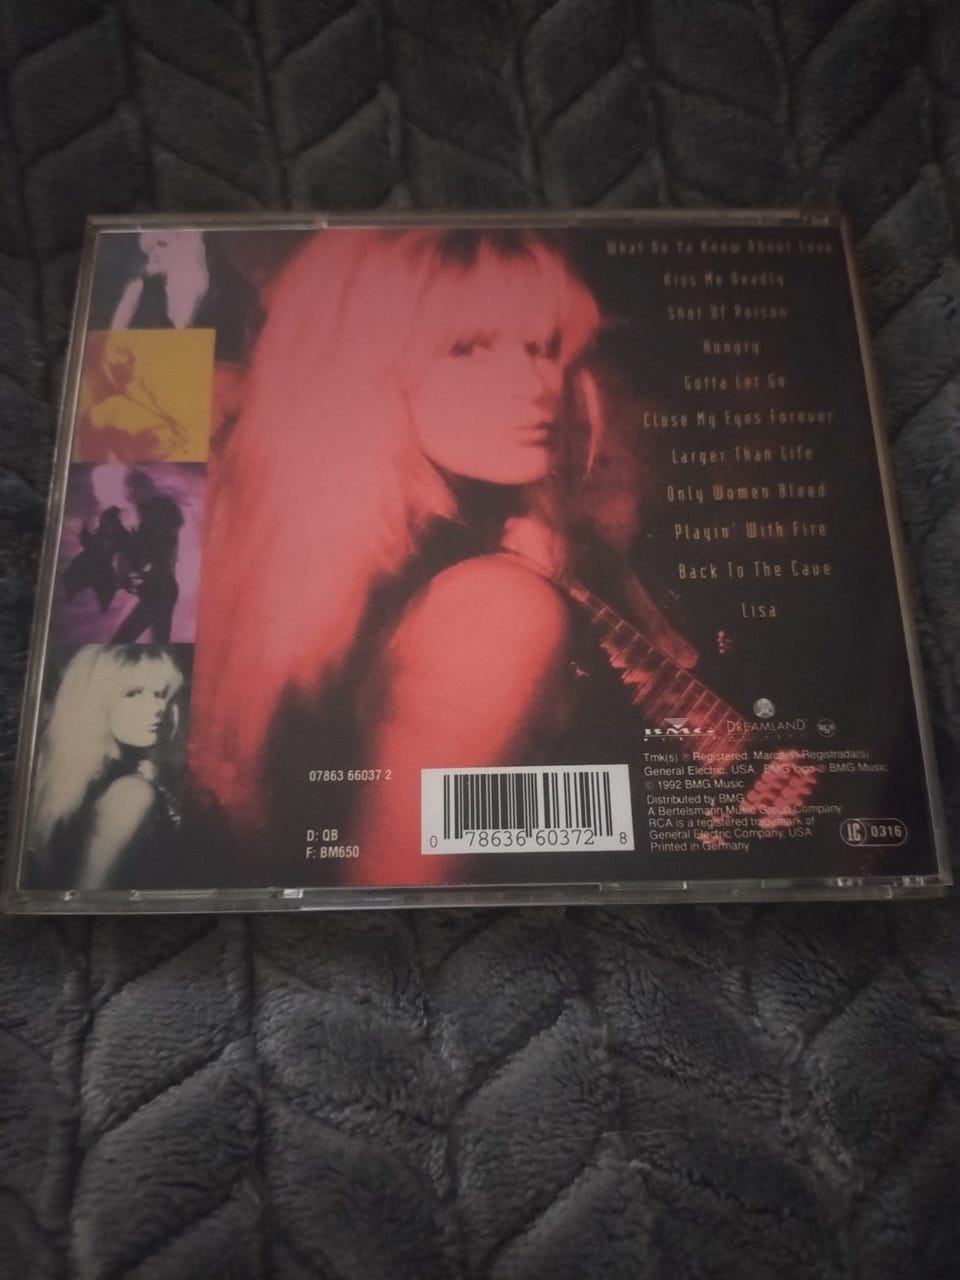 What Do Ya Know About Love
Kiss Me Deadly
Shot Of Poison
Hungry
Gotta Let Go
Close My Eyes Forever
Larger Than Life
Only Women Bleed
Playin' With Fire
Back To The Cave
Lisa
BMG
DREAMLAND
RCA
Tmk(s) ® Registered. Marca(s) Registrada(s)
General Electric, USA, BMG logo ® BMG Music
© 1992 BMG Music
Distributed by BMG
A Bertelsmann Music Group Company
RCA is a registered trademark of
General Electric Company, USA
Printed in Germany
LC 0316
07863 66037 2
D: QB
F: BM650
0 78636 60372 8